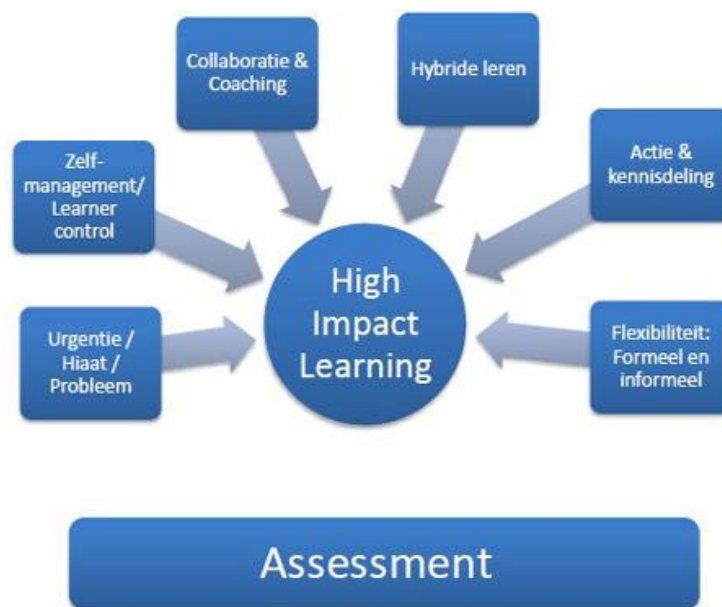 Collaboratie &
Coaching
Hybride leren
Zelf-
management/
Learner
control
Actie &
kennisdeling
High
Impact
Learning
Urgentie /
Hiaat /
Probleem
Flexibiliteit:
Formeel en
informeel
Assessment